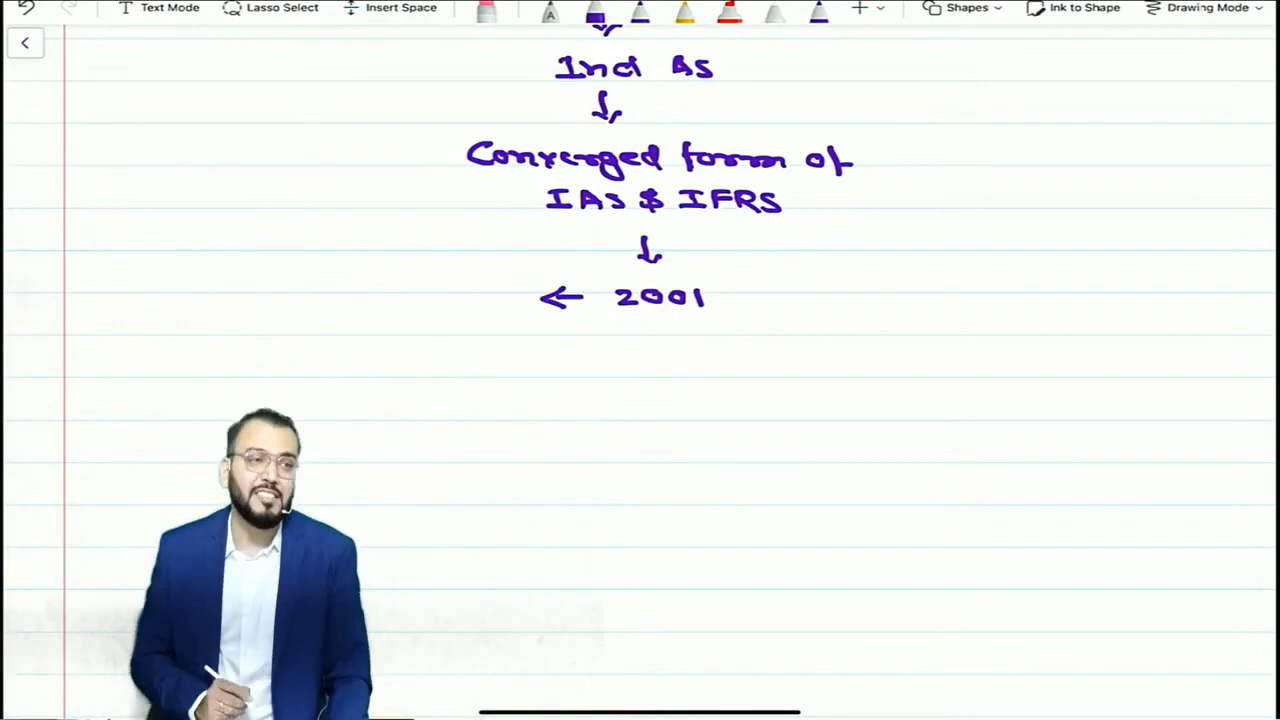 Text Mode Lasso Select Insert Space A Shapes Ink to Shape Drawing Mode
Ind AS
Converged form of
IAS $ IFRS
← 2001